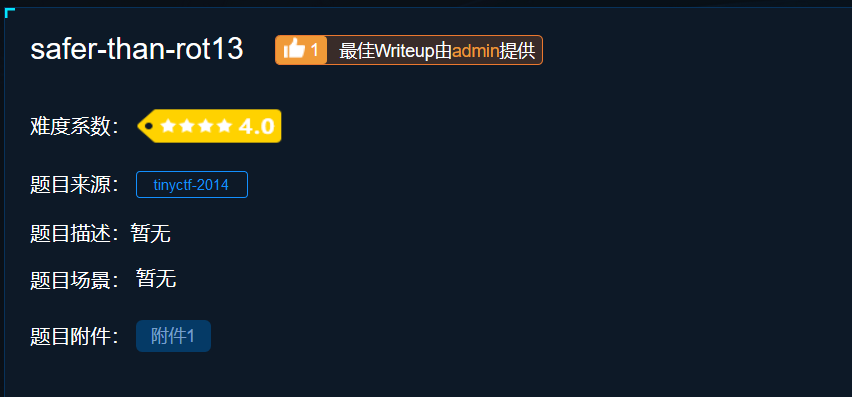 safer-than-rot13 1 最佳Writeup由admin提供
难度系数： 4.0
题目来源： tinyctf-2014
题目描述：暂无
题目场景： 暂无
题目附件： 附件1